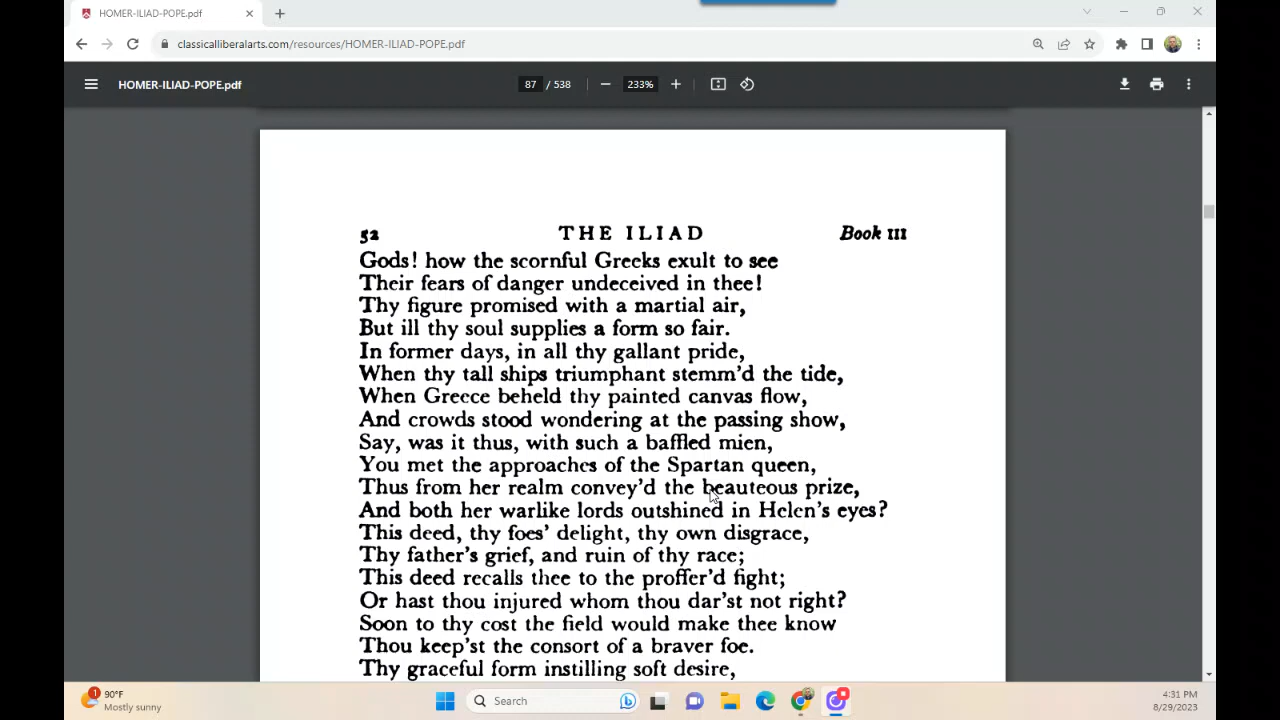 HOMER-ILIAD-POPE.pdf
classicalliberalarts.com/resources/HOMER-ILIAD-POPE.pdf
HOMER-ILIAD-POPE.pdf
87 / 538
233%
52 THE ILIAD Book III
Gods! how the scornful Greeks exult to see
Their fears of danger undeceived in thee!
Thy figure promised with a martial air,
But ill thy soul supplies a form so fair.
In former days, in all thy gallant pride,
When thy tall ships triumphant stemm'd the tide,
When Greece beheld thy painted canvas flow,
And crowds stood wondering at the passing show,
Say, was it thus, with such a baffled mien,
You met the approaches of the Spartan queen,
Thus from her realm convey'd the beauteous prize,
And both her warlike lords outshined in Helen's eyes?
This deed, thy foes' delight, thy own disgrace,
Thy father's grief, and ruin of thy race;
This deed recalls thee to the proffer'd fight;
Or hast thou injured whom thou dar'st not right?
Soon to thy cost the field would make thee know
Thou keep'st the consort of a braver foe.
Thy graceful form instilling soft desire,
1
90°F
Mostly sunny
Search
4:31 PM
8/29/2023